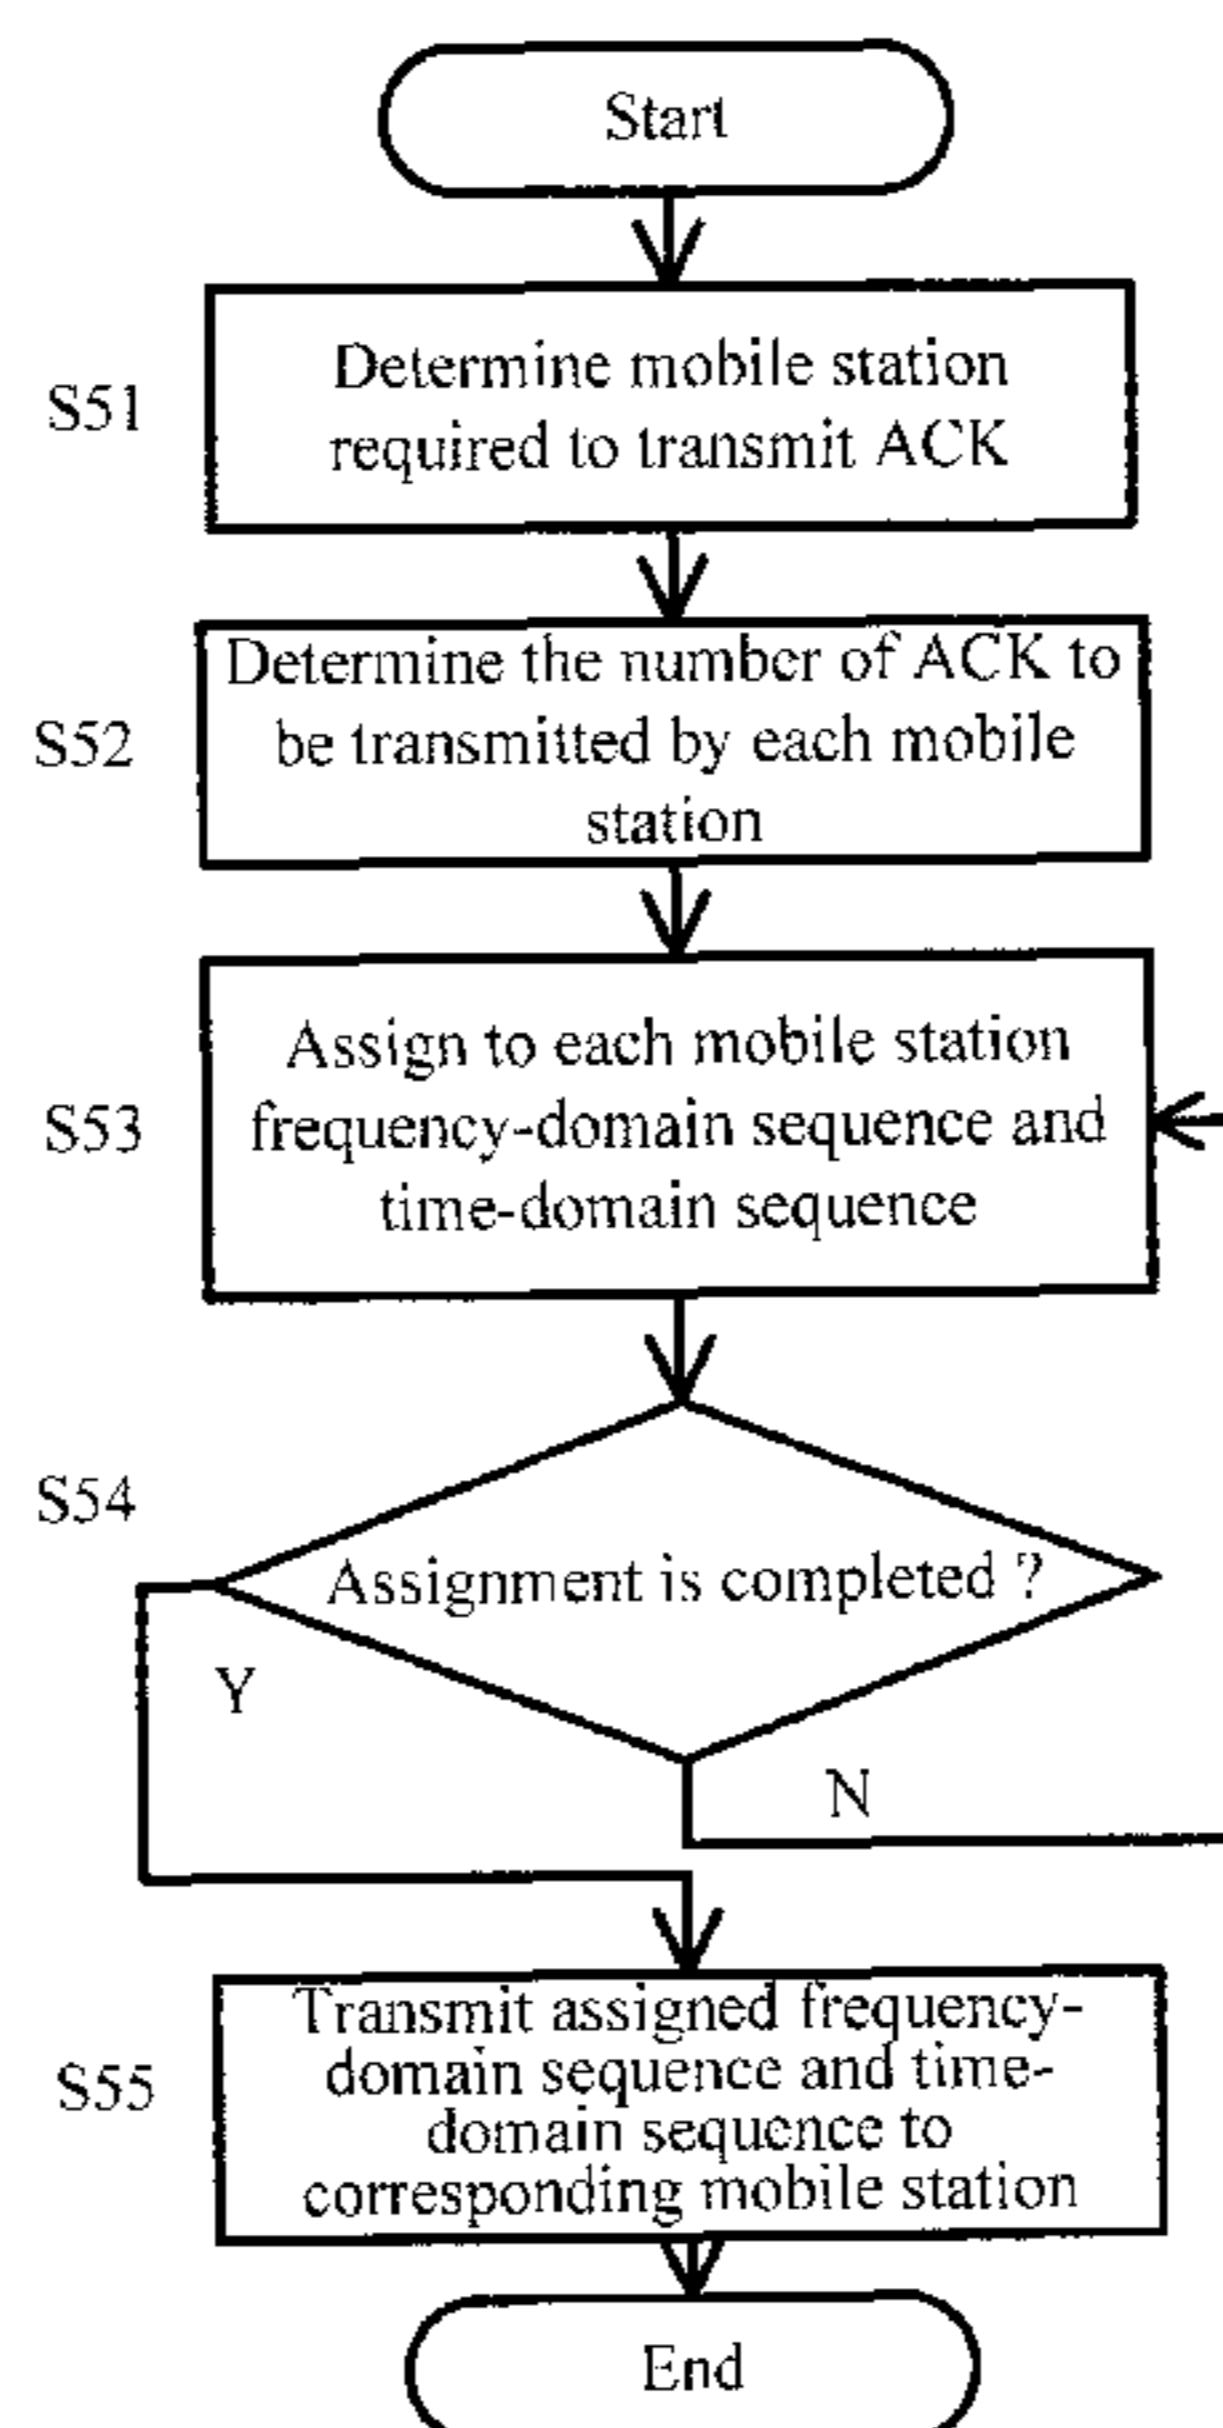 Start
S51
Determine mobile station
required to transmit ACK
S52
Determine the number of ACK to
be transmitted by each mobile
station
S53
Assign to each mobile station
frequency-domain sequence and
time-domain sequence
S54
Assignment is completed ?
Y
N
S55
Transmit assigned frequency-
domain sequence and time-
domain sequence to
corresponding mobile station
End